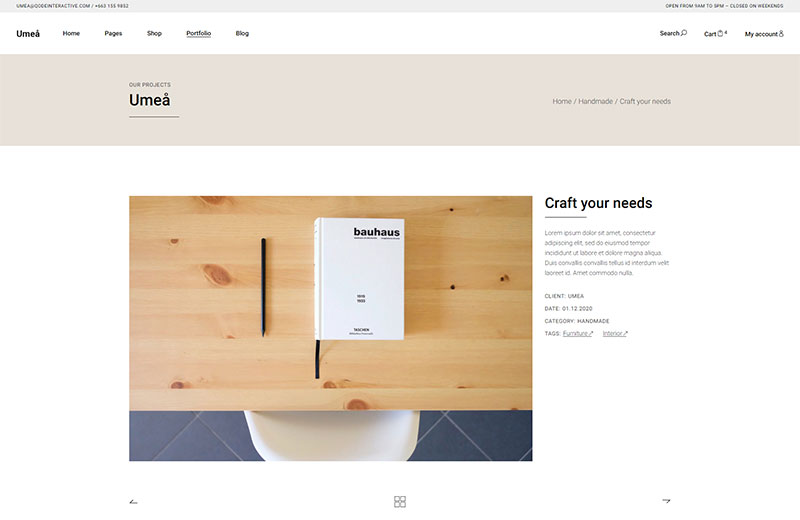 UMEA@QODEINTERACTIVE.COM / +663 155 9852
OPEN FROM 9AM TO 5PM – CLOSED ON WEEKENDS
Umeå
Home
Pages
Shop
Portfolio
Blog
Search
Cart 4
My account
OUR PROJECTS
Umeå
Home / Handmade / Craft your needs
bauhaus
1919
1933
TASCHEN
Craft your needs
Lorem ipsum dolor sit amet, consectetur
adipiscing elit, sed do eiusmod tempor
incididunt ut labore et dolore magna aliqua.
Duis convallis convallis tellus id interdum velit
laoreet id. Amet commodo nulla.
CLIENT: UMEA
DATE: 01.12.2020
CATEGORY: HANDMADE
TAGS: Furniture Interior